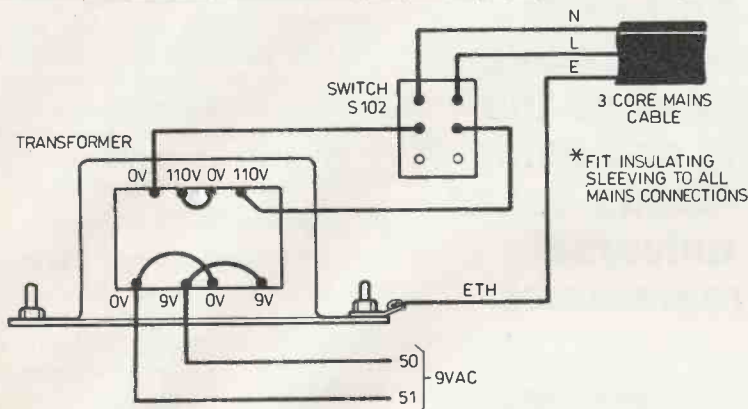 N
L
E
SWITCH
S 102
3 CORE MAINS
CABLE
TRANSFORMER
*FIT INSULATING
SLEEVING TO ALL
MAINS CONNECTIONS
0V 110V 0V 110V
0V 9V 0V 9V
ETH
50
9VAC
51